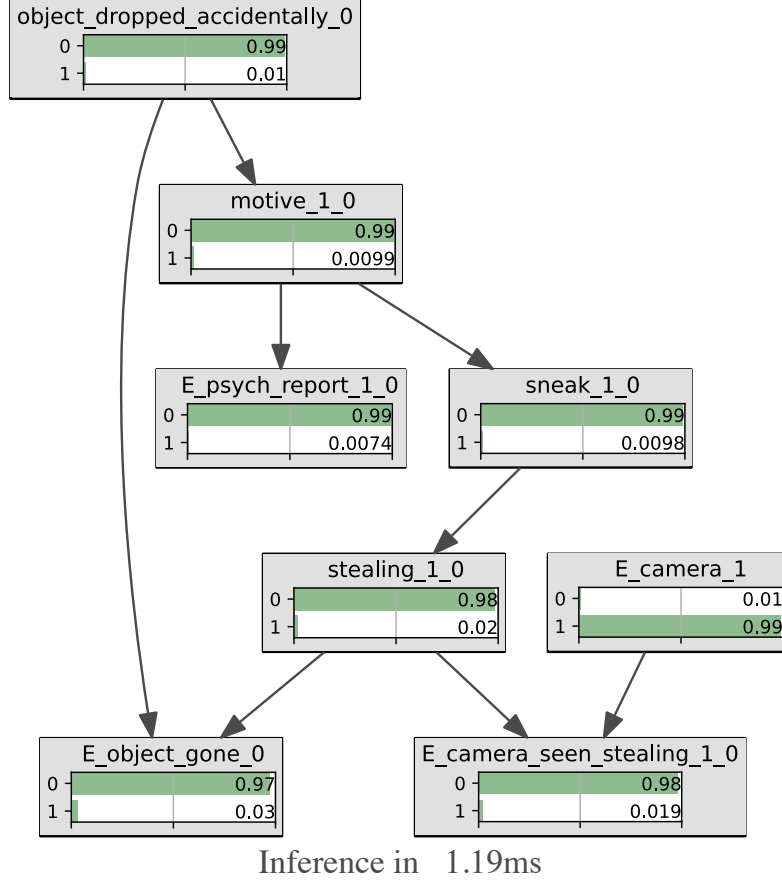 object_dropped_accidentally_0
0 0.99
1 0.01
motive_1_0
0 0.99
1 0.0099
E_psych_report_1_0
0 0.99
1 0.0074
sneak_1_0
0 0.99
1 0.0098
stealing_1_0
0 0.98
1 0.02
E_camera_1
0 0.01
1 0.99
E_object_gone_0
0 0.97
1 0.03
E_camera_seen_stealing_1_0
0 0.98
1 0.019
Inference in 1.19ms